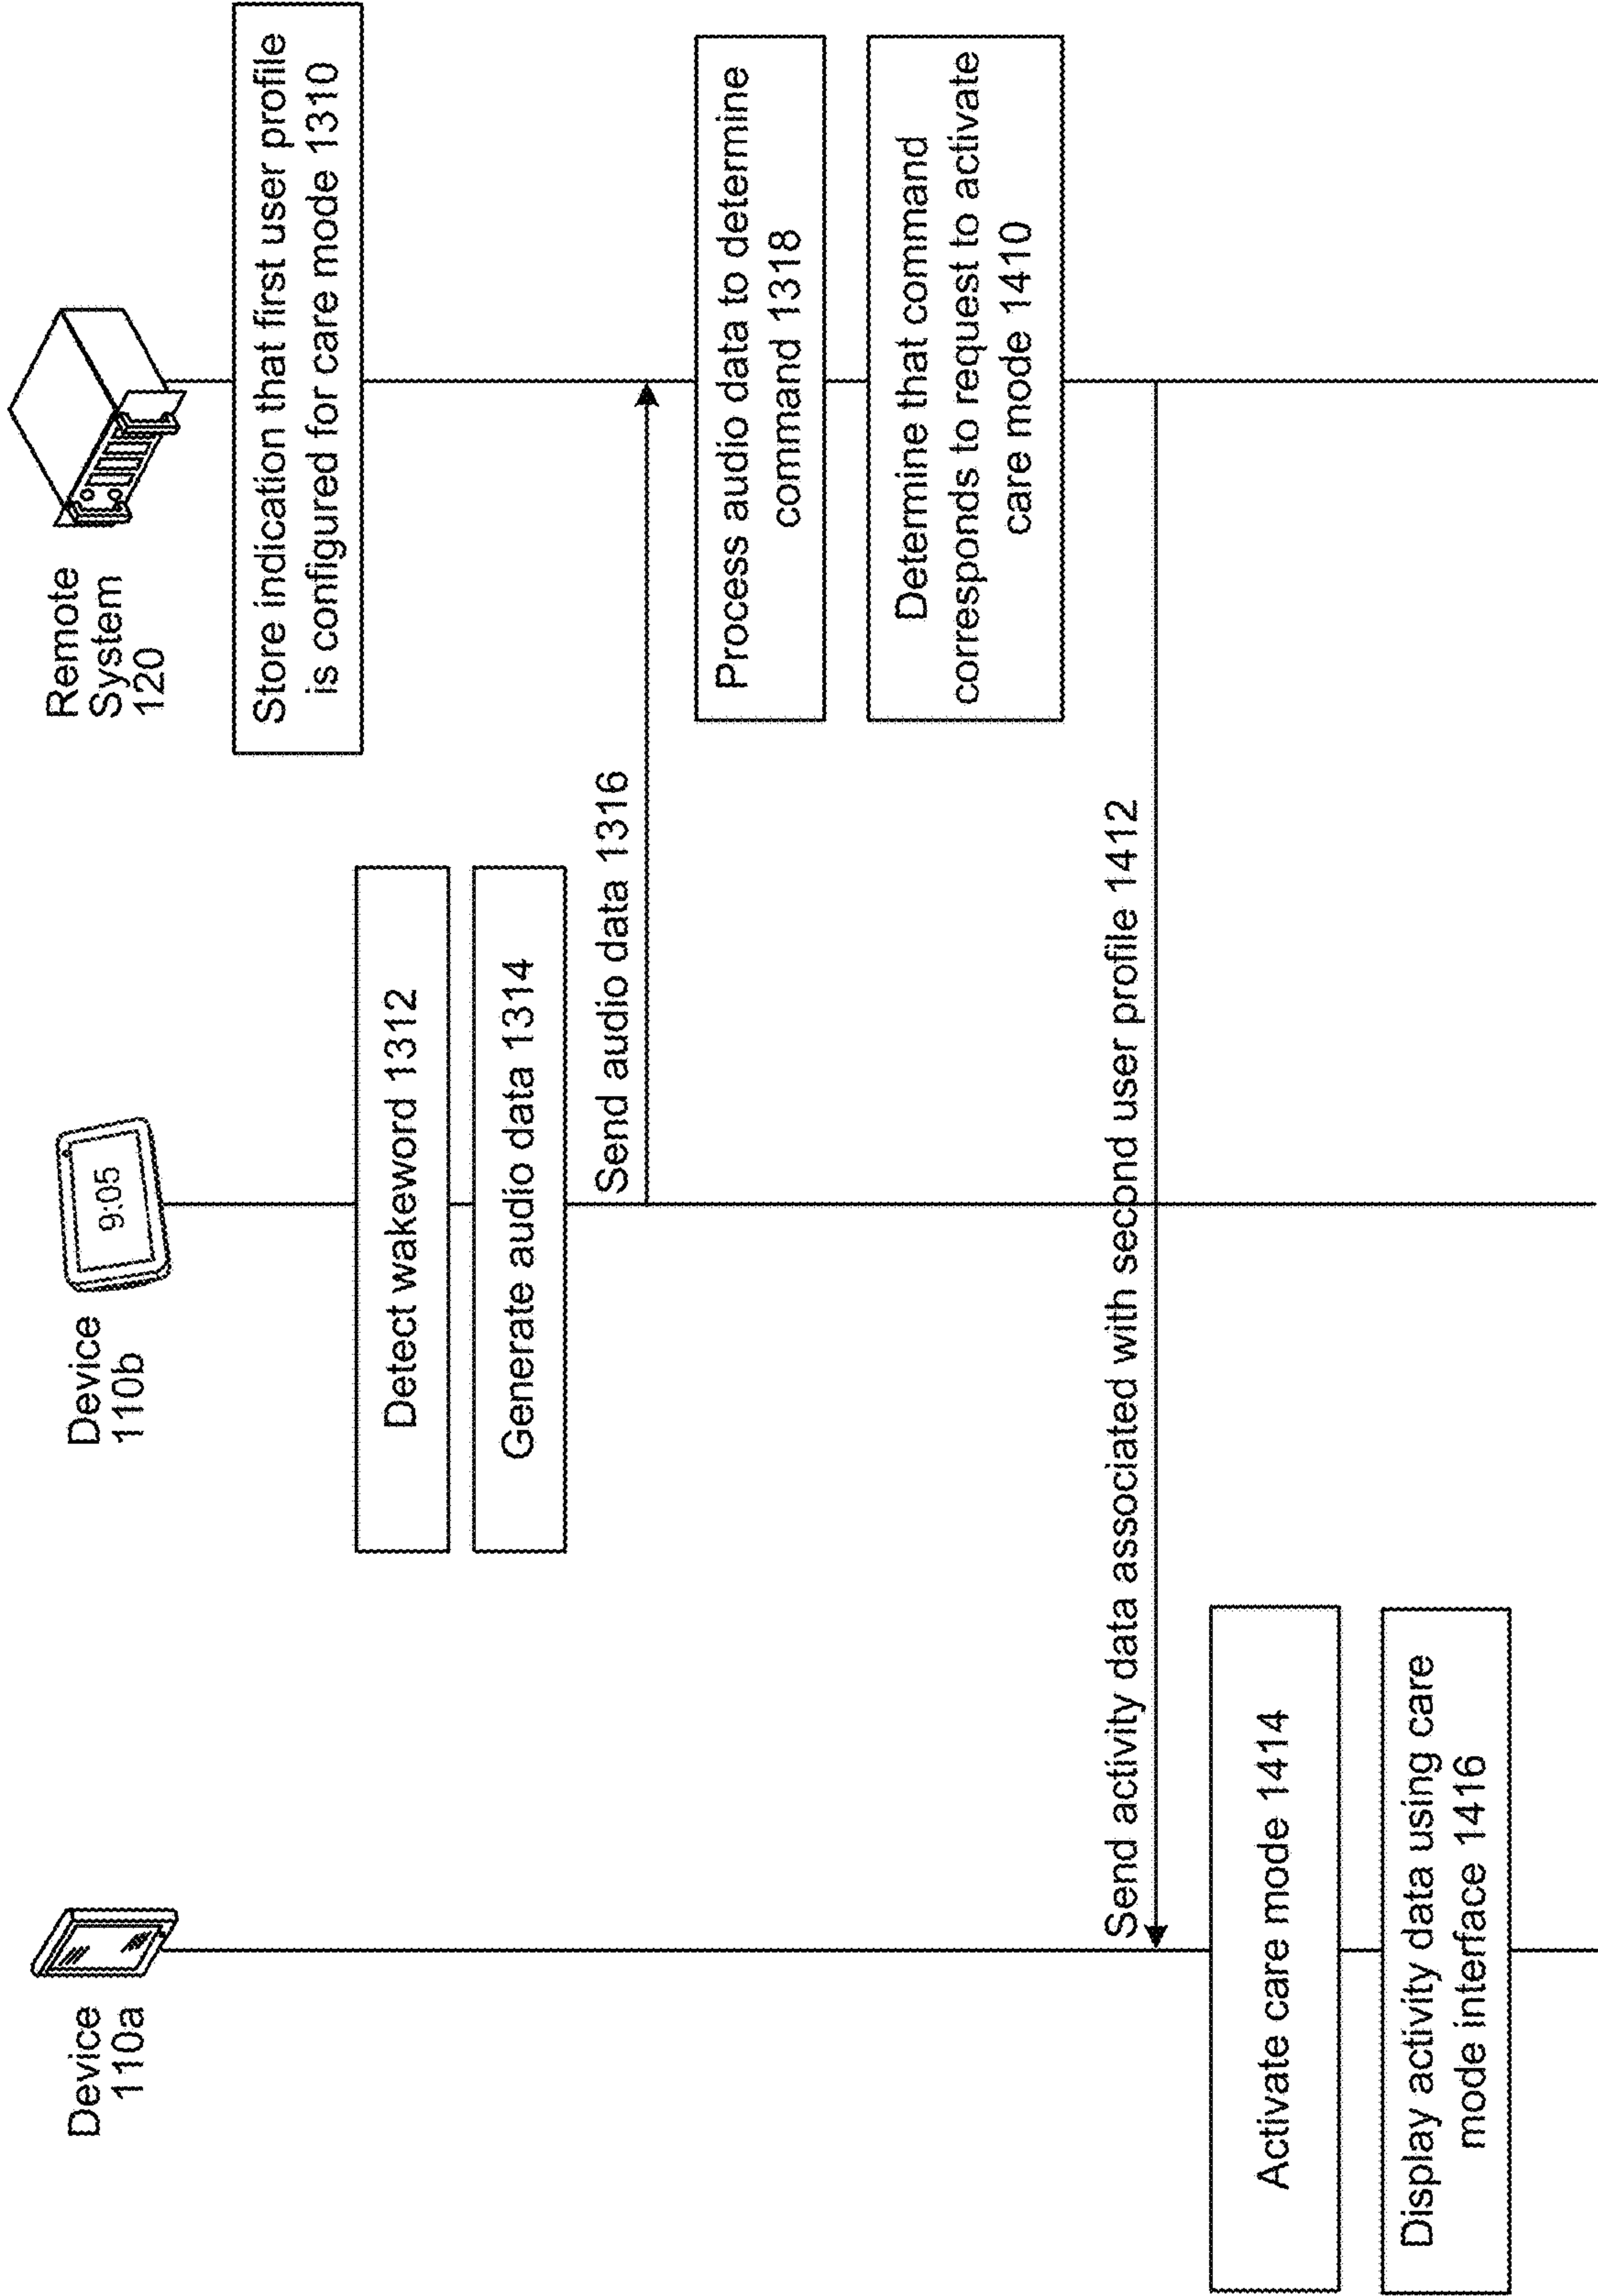 Device
110a
Device
110b
9:05
Remote
System
120
Store indication that first user profile
is configured for care mode 1310
Detect wakeword 1312
Generate audio data 1314
Send audio data 1316
Process audio data to determine
command 1318
Determine that command
corresponds to request to activate
care mode 1410
Send activity data associated with second user profile 1412
Activate care mode 1414
Display activity data using care
mode interface 1416